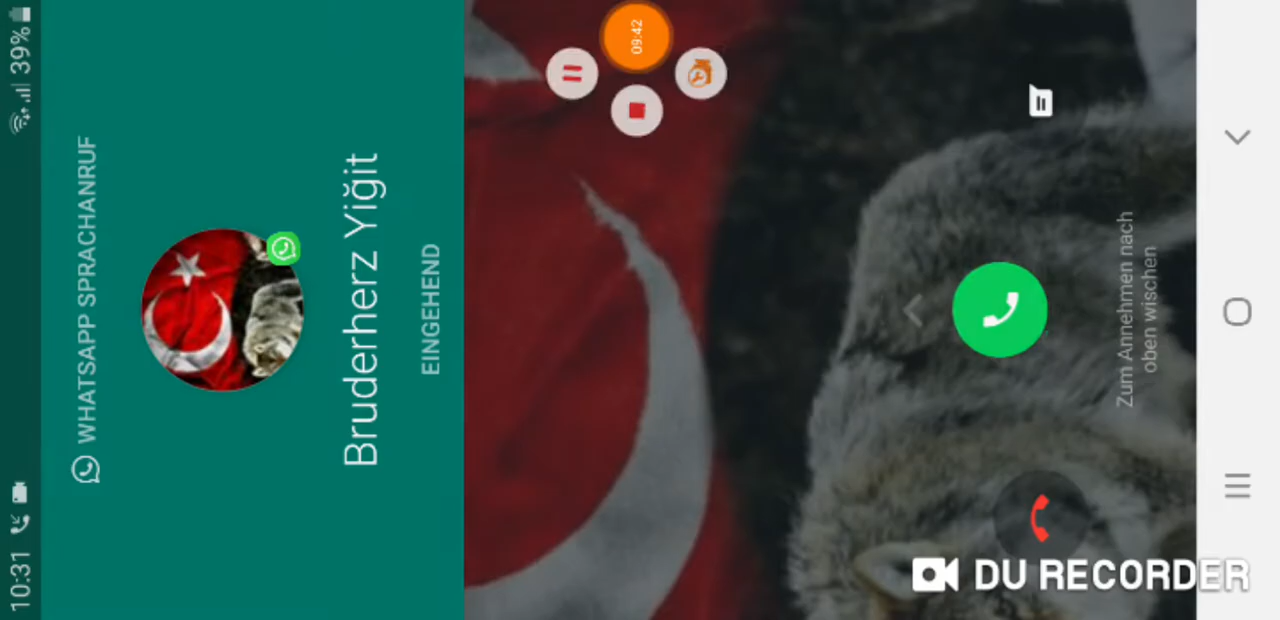 10:31
39%
WHATSAPP SPRACHANRUF
Bruderherz Yiğit
EINGEHEND
09:42
Zum Annehmen nach
oben wischen
DU RECORDER